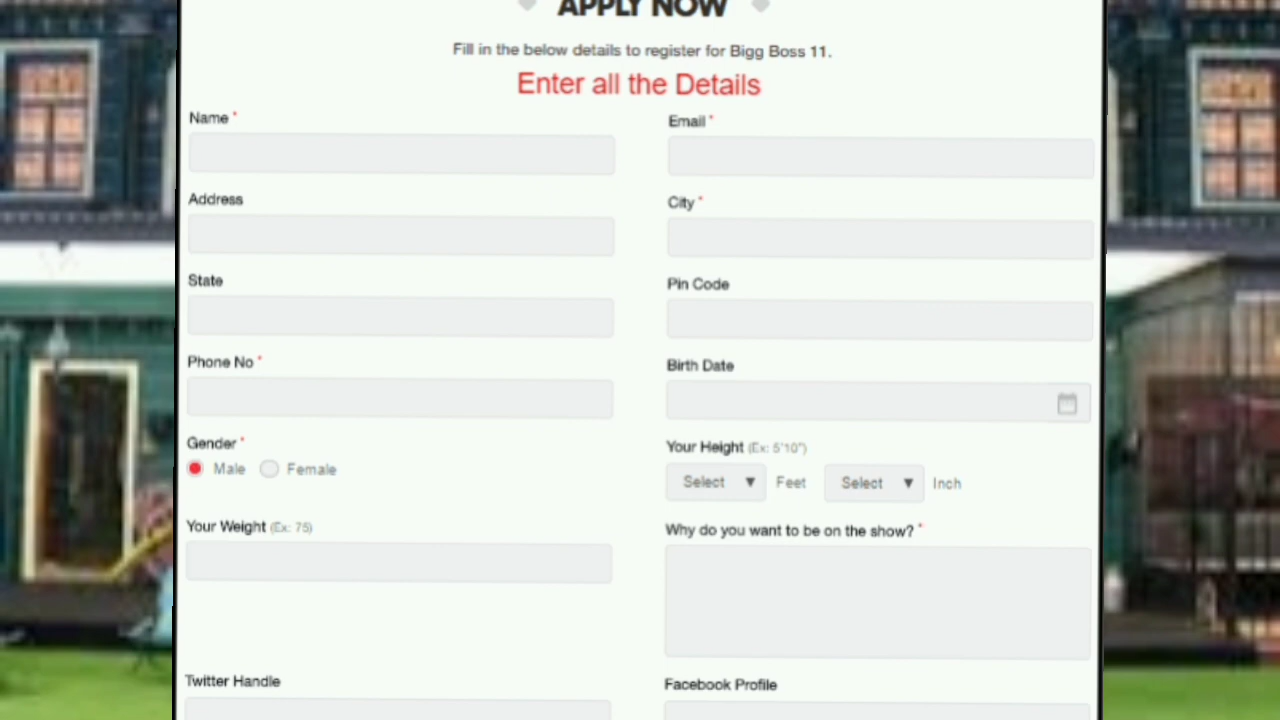 APPLY NOW
Fill in the below details to register for Bigg Boss 11.
Enter all the Details
Name *
Email *
Address
City *
State
Pin Code
Phone No *
Birth Date
Gender *
Male Female
Your Height (Ex: 5'10")
Select ▼ Feet Select ▼ Inch
Your Weight (Ex: 75)
Why do you want to be on the show? *
Twitter Handle
Facebook Profile